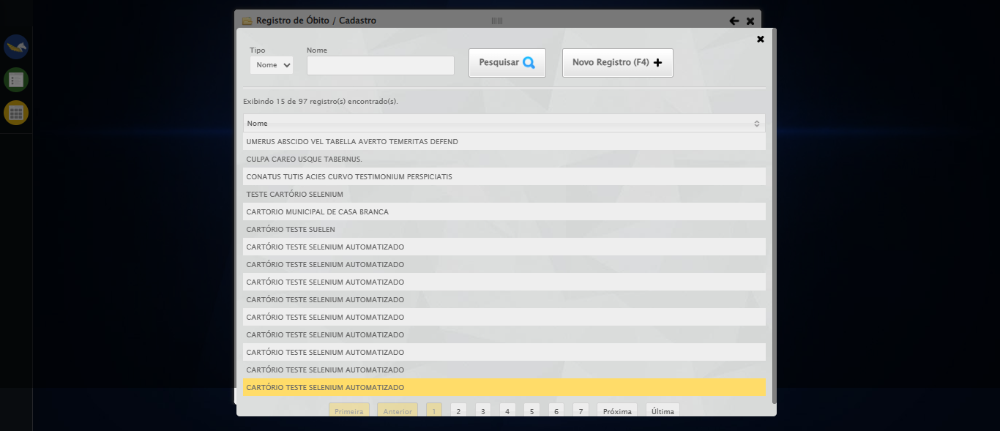 Registro de Óbito / Cadastro
Tipo
Nome
Nome
Pesquisar
Novo Registro (F4)
Exibindo 15 de 97 registro(s) encontrado(s).
Nome
UMERUS ABSCIDO VEL TABELLA AVERTO TEMERITAS DEFEND
CULPA CAREO USQUE TABERNUS.
CONATUS TUTIS ACIES CURVO TESTIMONIUM PERSPICIATIS
TESTE CARTÓRIO SELENIUM
CARTORIO MUNICIPAL DE CASA BRANCA
CARTÓRIO TESTE SUELEN
CARTÓRIO TESTE SELENIUM AUTOMATIZADO
CARTÓRIO TESTE SELENIUM AUTOMATIZADO
CARTÓRIO TESTE SELENIUM AUTOMATIZADO
CARTÓRIO TESTE SELENIUM AUTOMATIZADO
CARTÓRIO TESTE SELENIUM AUTOMATIZADO
CARTÓRIO TESTE SELENIUM AUTOMATIZADO
CARTÓRIO TESTE SELENIUM AUTOMATIZADO
CARTÓRIO TESTE SELENIUM AUTOMATIZADO
CARTÓRIO TESTE SELENIUM AUTOMATIZADO
Primeira Anterior 1 2 3 4 5 6 7 Próxima Última